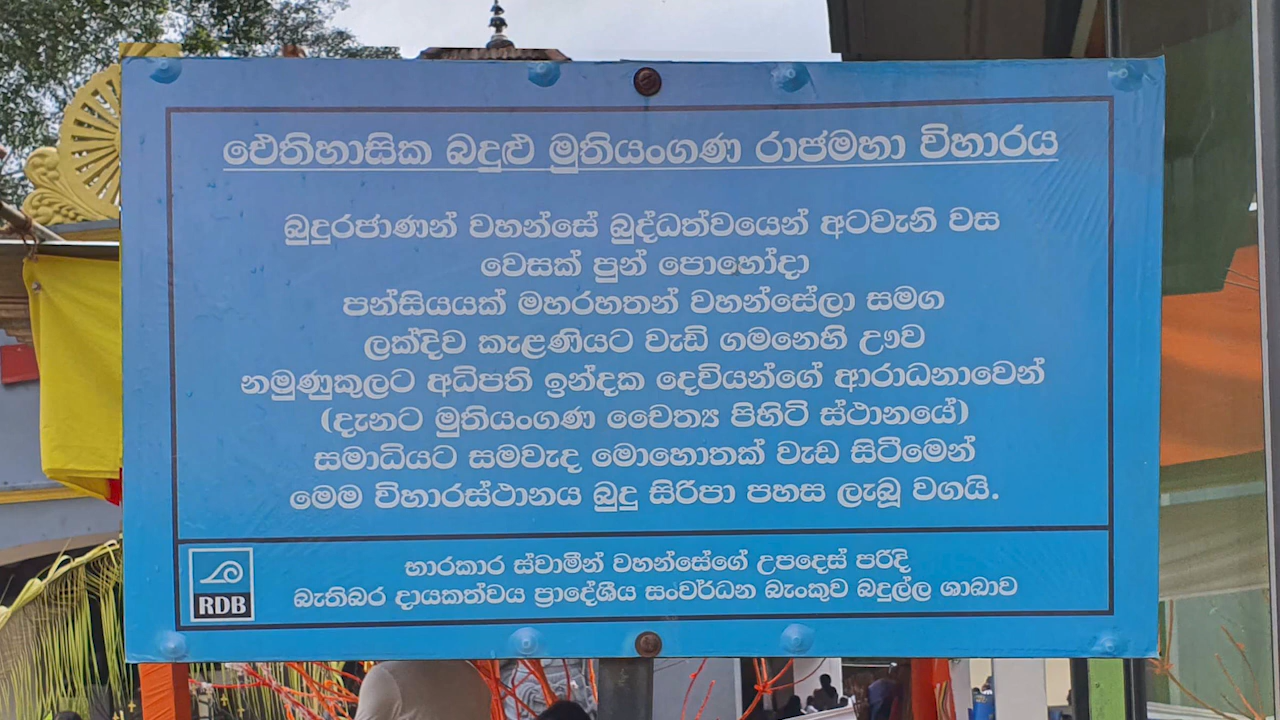 ඓතිහාසික බදුළු මුතියංගණ රාජමහා විහාරය
බුදුරජාණන් වහන්සේ බුද්ධත්වයෙන් අටවැනි වස
වෙසක් පුන් පොහෝදා
පන්සියයක් මහරහතන් වහන්සේලා සමග
ලක්දිව කැළණියට වැඩි ගමනෙහි ඌව
නමුණුකුලට අධිපති ඉන්දක දෙවියන්ගේ ආරාධනාවෙන්
(දැනට මුතියංගණ චෛත්‍ය පිහිටි ස්ථානයේ)
සමාධියට සමවැද මොහොතක් වැඩ සිටීමෙන්
මෙම විහාරස්ථානය බුදු සිරිපා පහස ලැබූ වගයි.
භාරකාර ස්වාමීන් වහන්සේගේ උපදෙස් පරිදි
බැතිබර දායකත්වය ප්‍රාදේශීය සංවර්ධන බැංකුව බදුල්ල ශාඛාව
RDB